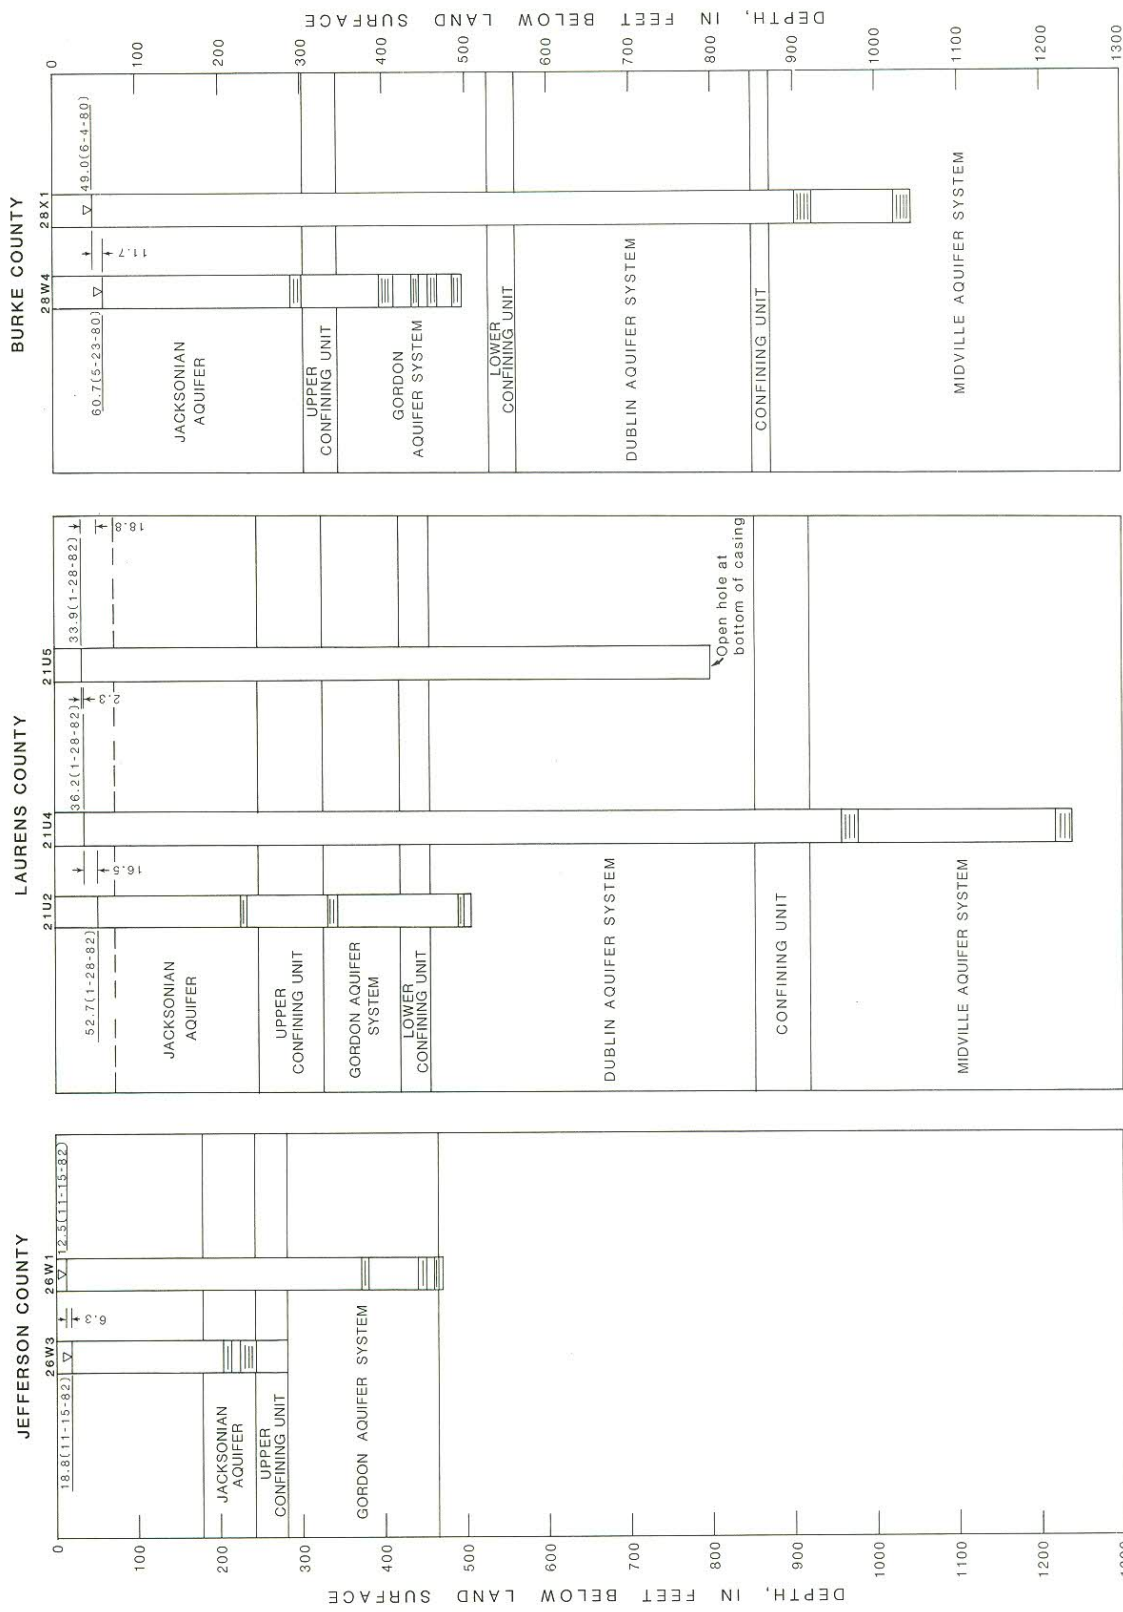 JEFFERSON COUNTY
26W3
26W1
18.8(11-15-82)
6.3
12.5(11-15-82)
JACKSONIAN
AQUIFER
UPPER
CONFINING UNIT
GORDON AQUIFER SYSTEM
DEPTH, IN FEET BELOW LAND SURFACE
0
100
200
300
400
500
600
700
800
900
1000
1100
1200
LAURENS COUNTY
21U2
21U4
21U5
52.7(1-28-82)
16.5
36.2(1-28-82)
2.3
33.9(1-28-82)
18.8
JACKSONIAN
AQUIFER
UPPER
CONFINING UNIT
GORDON AQUIFER
SYSTEM
LOWER
CONFINING UNIT
DUBLIN AQUIFER SYSTEM
Open hole at
bottom of casing
CONFINING UNIT
MIDVILLE AQUIFER SYSTEM
BURKE COUNTY
28W4
28X1
60.7(5-23-80)
11.7
49.0(6-4-80)
JACKSONIAN
AQUIFER
UPPER
CONFINING UNIT
GORDON
AQUIFER SYSTEM
LOWER
CONFINING UNIT
DUBLIN AQUIFER SYSTEM
CONFINING UNIT
MIDVILLE AQUIFER SYSTEM
0
100
200
300
400
500
600
700
800
900
1000
1100
1200
1300
DEPTH, IN FEET BELOW LAND SURFACE